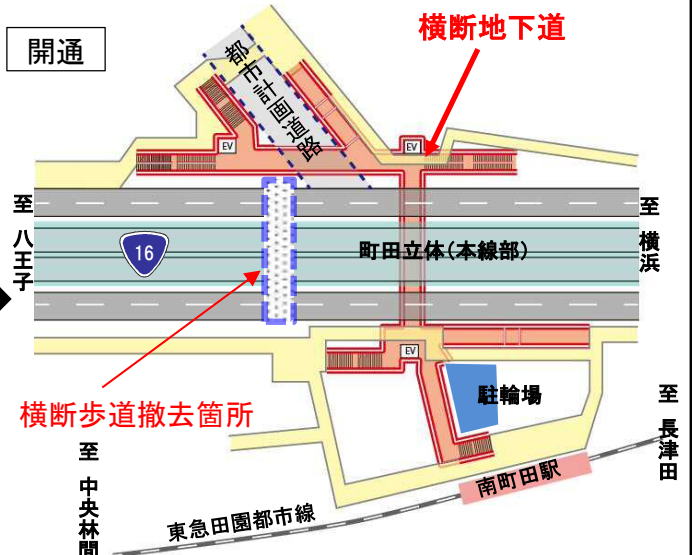 開通
横断地下道
都市計画道路
EV
EV
至 八王子
16
町田立体(本線部)
至 横浜
EV
横断歩道撤去箇所
駐輪場
至 長津田
至 中央林間
南町田駅
東急田園都市線